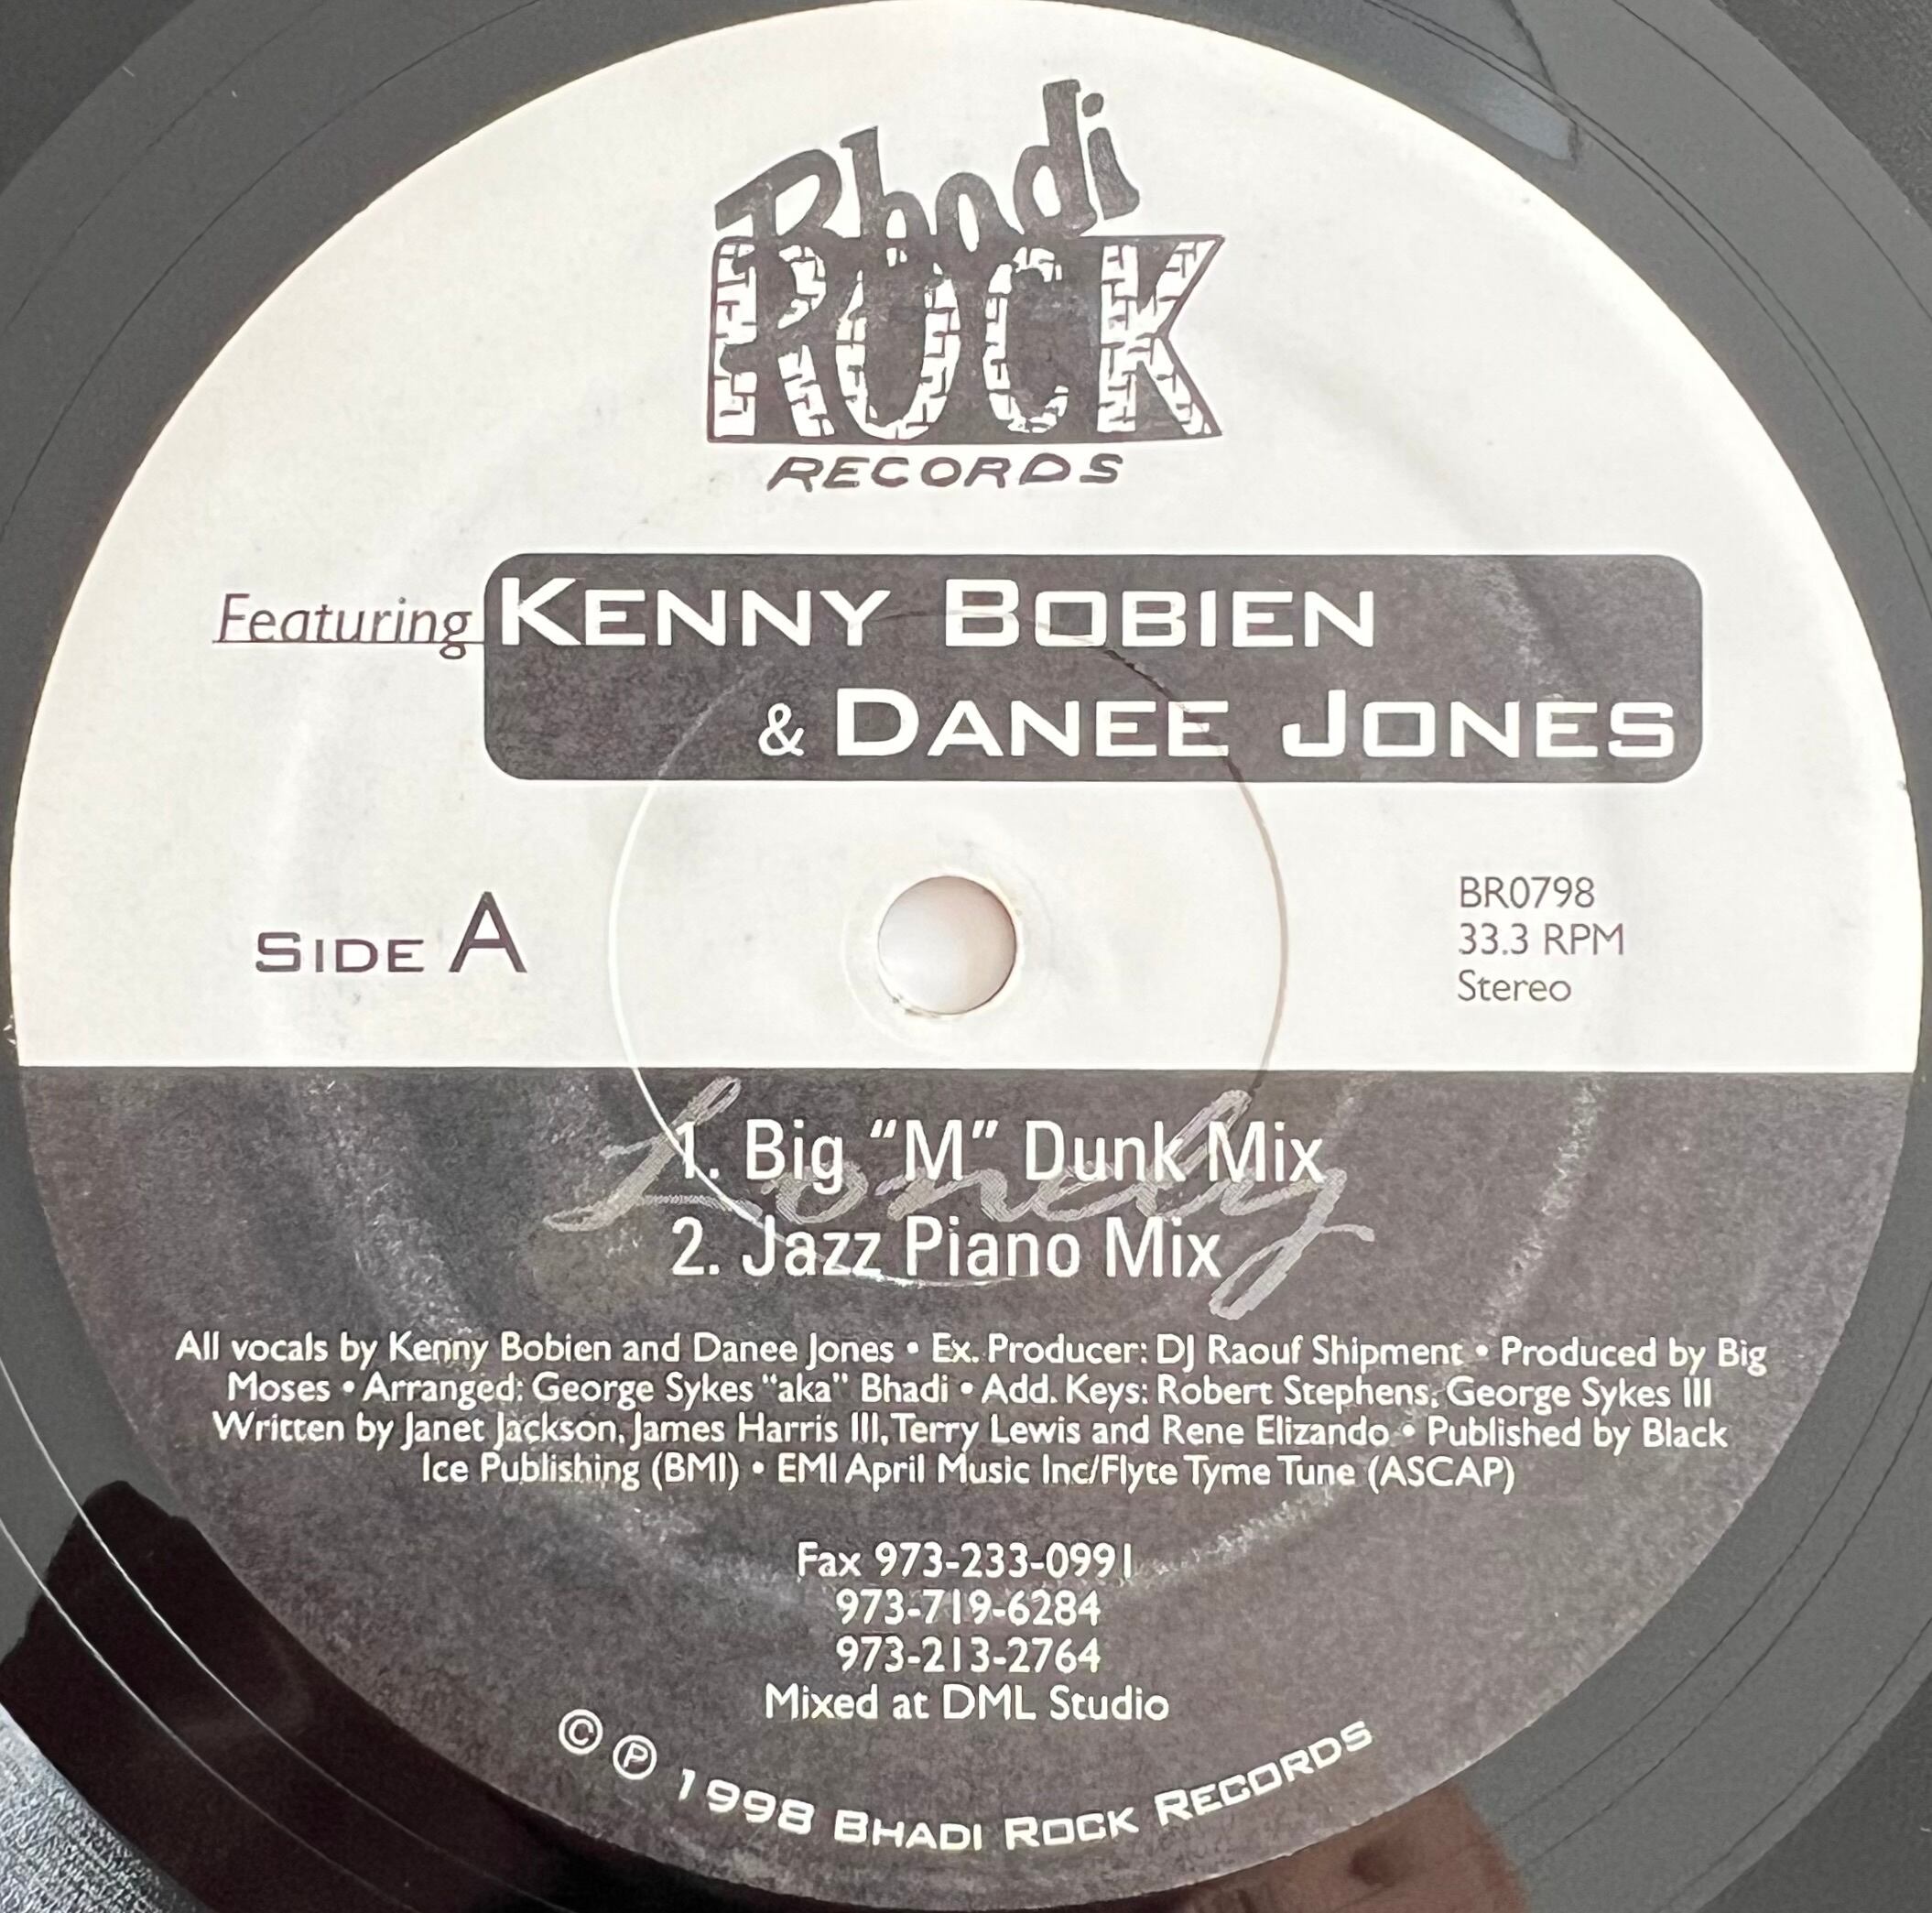 Bhadi
ROCK
RECORDS
Featuring KENNY BOBIEN
& DANEE JONES
SIDE A
BR0798
33.3 RPM
Stereo
Lonely
1. Big “M” Dunk Mix
2. Jazz Piano Mix
All vocals by Kenny Bobien and Danee Jones • Ex. Producer: DJ Raouf Shipment • Produced by Big
Moses • Arranged: George Sykes "aka" Bhadi • Add. Keys: Robert Stephens, George Sykes III
Written by Janet Jackson, James Harris III, Terry Lewis and Rene Elizando • Published by Black
Ice Publishing (BMI) • EMI April Music Inc/Flyte Tyme Tune (ASCAP)
Fax 973-233-0991
973-719-6284
973-213-2764
Mixed at DML Studio
© ℗ 1998 BHADI ROCK RECORDS